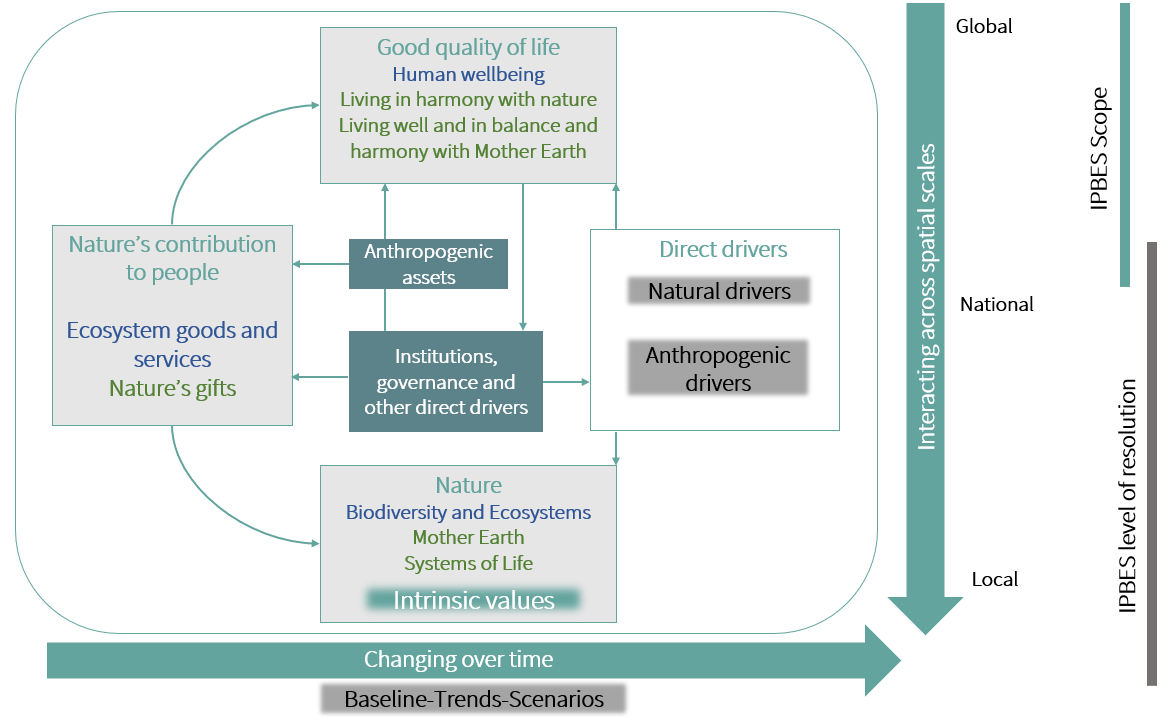 Good quality of life
Human wellbeing
Living in harmony with nature
Living well and in balance and
harmony with Mother Earth
Nature's contribution
to people
Ecosystem goods and
services
Nature's gifts
Anthropogenic
assets
Institutions,
governance and
other direct drivers
Direct drivers
Natural drivers
Anthropogenic
drivers
Nature
Biodiversity and Ecosystems
Mother Earth
Systems of Life
Intrinsic values
Changing over time
Baseline-Trends-Scenarios
Interacting across spatial scales
Global
National
Local
IPBES Scope
IPBES level of resolution